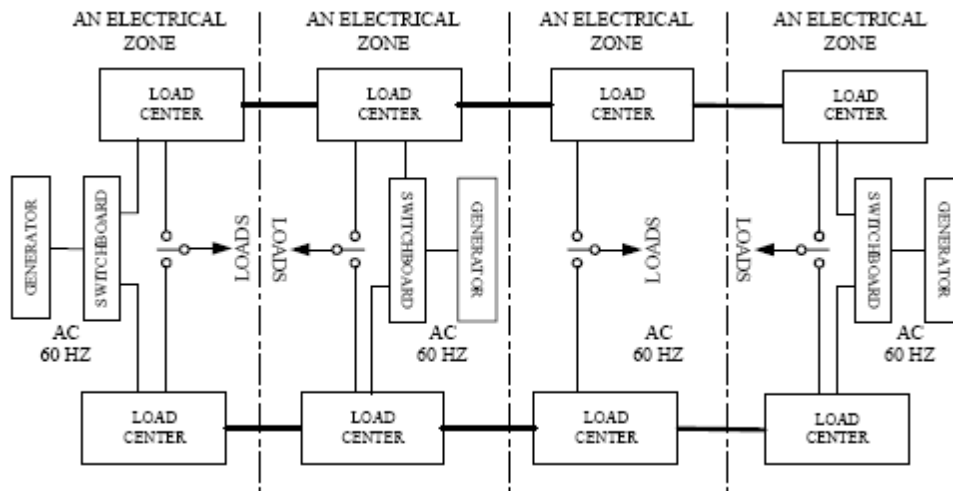 AN ELECTRICAL
ZONE
AN ELECTRICAL
ZONE
AN ELECTRICAL
ZONE
AN ELECTRICAL
ZONE
LOAD
CENTER
LOAD
CENTER
LOAD
CENTER
LOAD
CENTER
GENERATOR
SWITCHBOARD
LOADS
LOADS
SWITCHBOARD
GENERATOR
LOADS
LOADS
SWITCHBOARD
GENERATOR
AC
60 HZ
AC
60 HZ
AC
60 HZ
AC
60 HZ
LOAD
CENTER
LOAD
CENTER
LOAD
CENTER
LOAD
CENTER